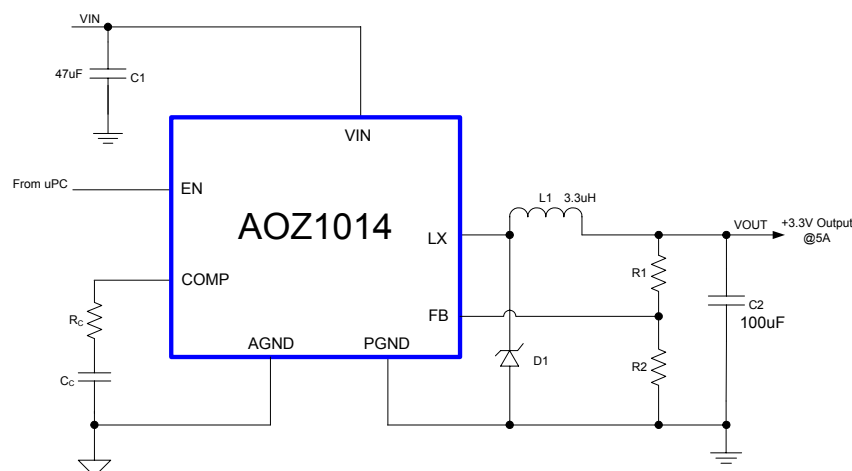 VIN
47uF
C1
VIN
From uPC
EN
L1 3.3uH
AOZ1014
LX
VOUT
+3.3V Output
@5A
R1
COMP
C2
100uF
RC
FB
AGND
PGND
D1
R2
CC